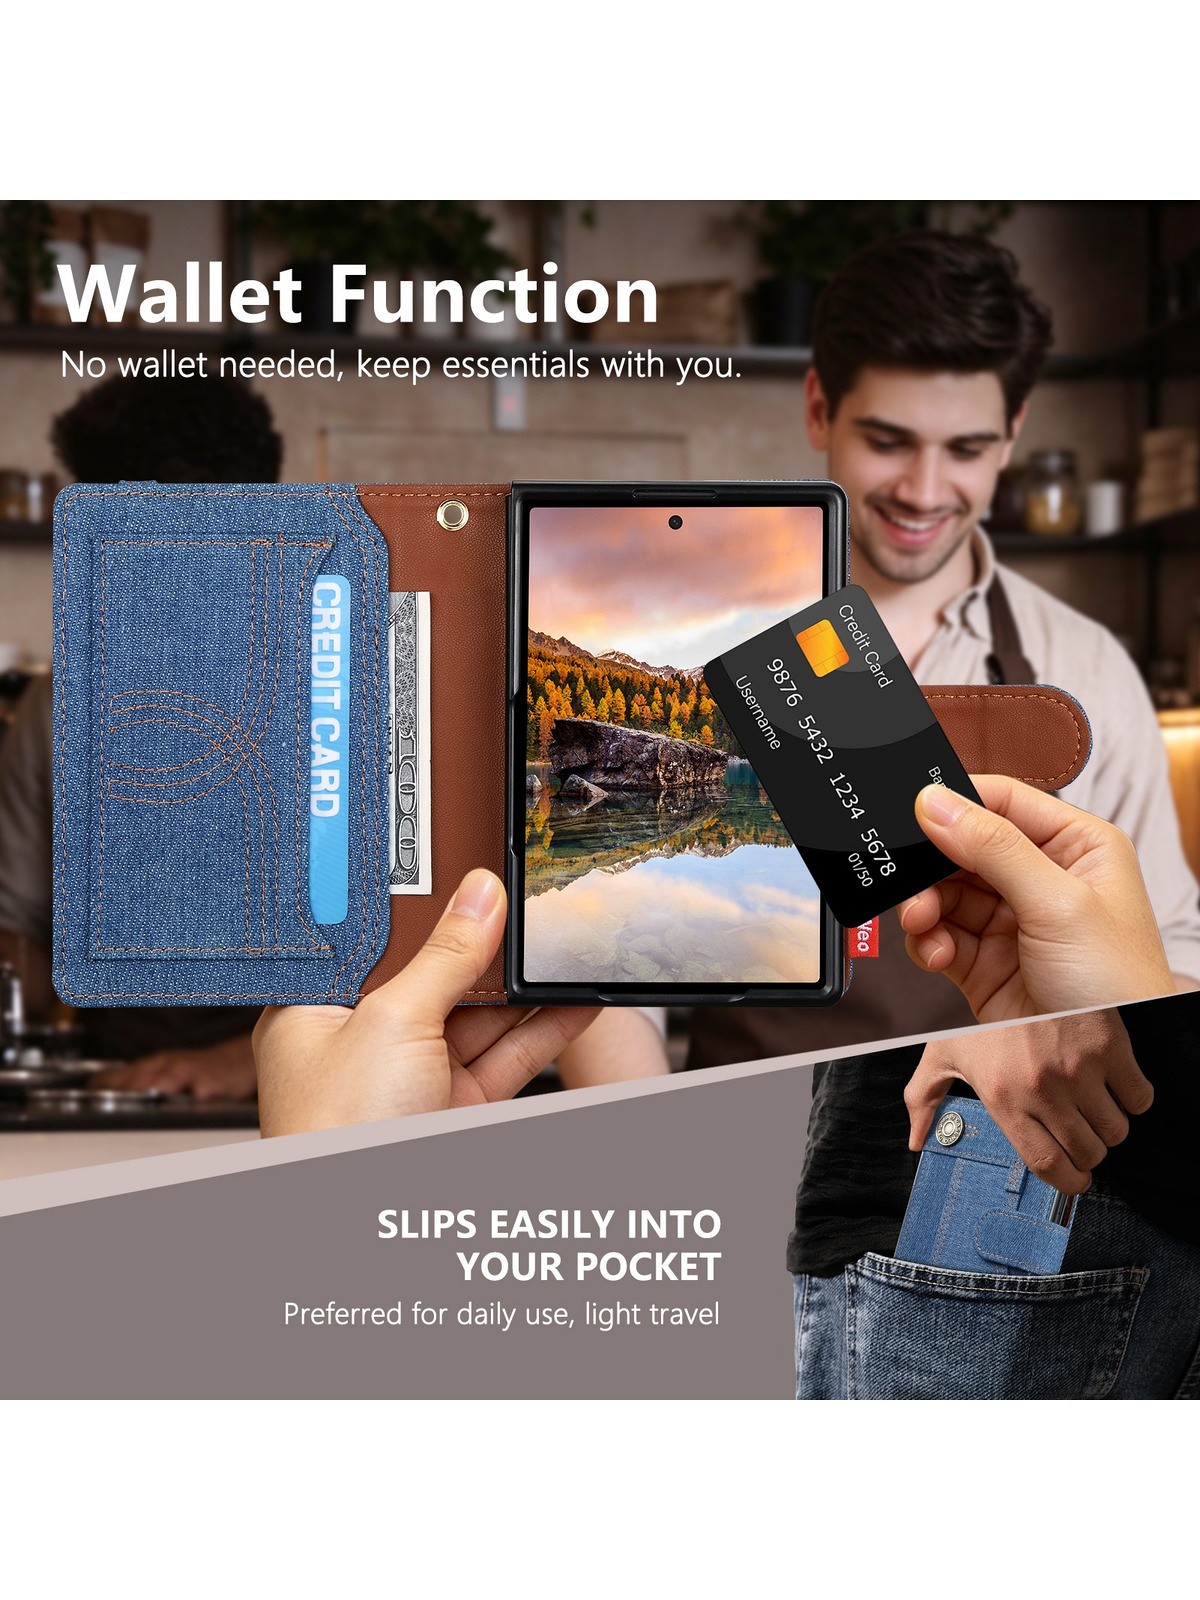 Wallet Function
No wallet needed, keep essentials with you.
CREDIT CARD
100
Credit Card
9876 5432 1234 5678
Username
01/50
SLIPS EASILY INTO
YOUR POCKET
Preferred for daily use, light travel